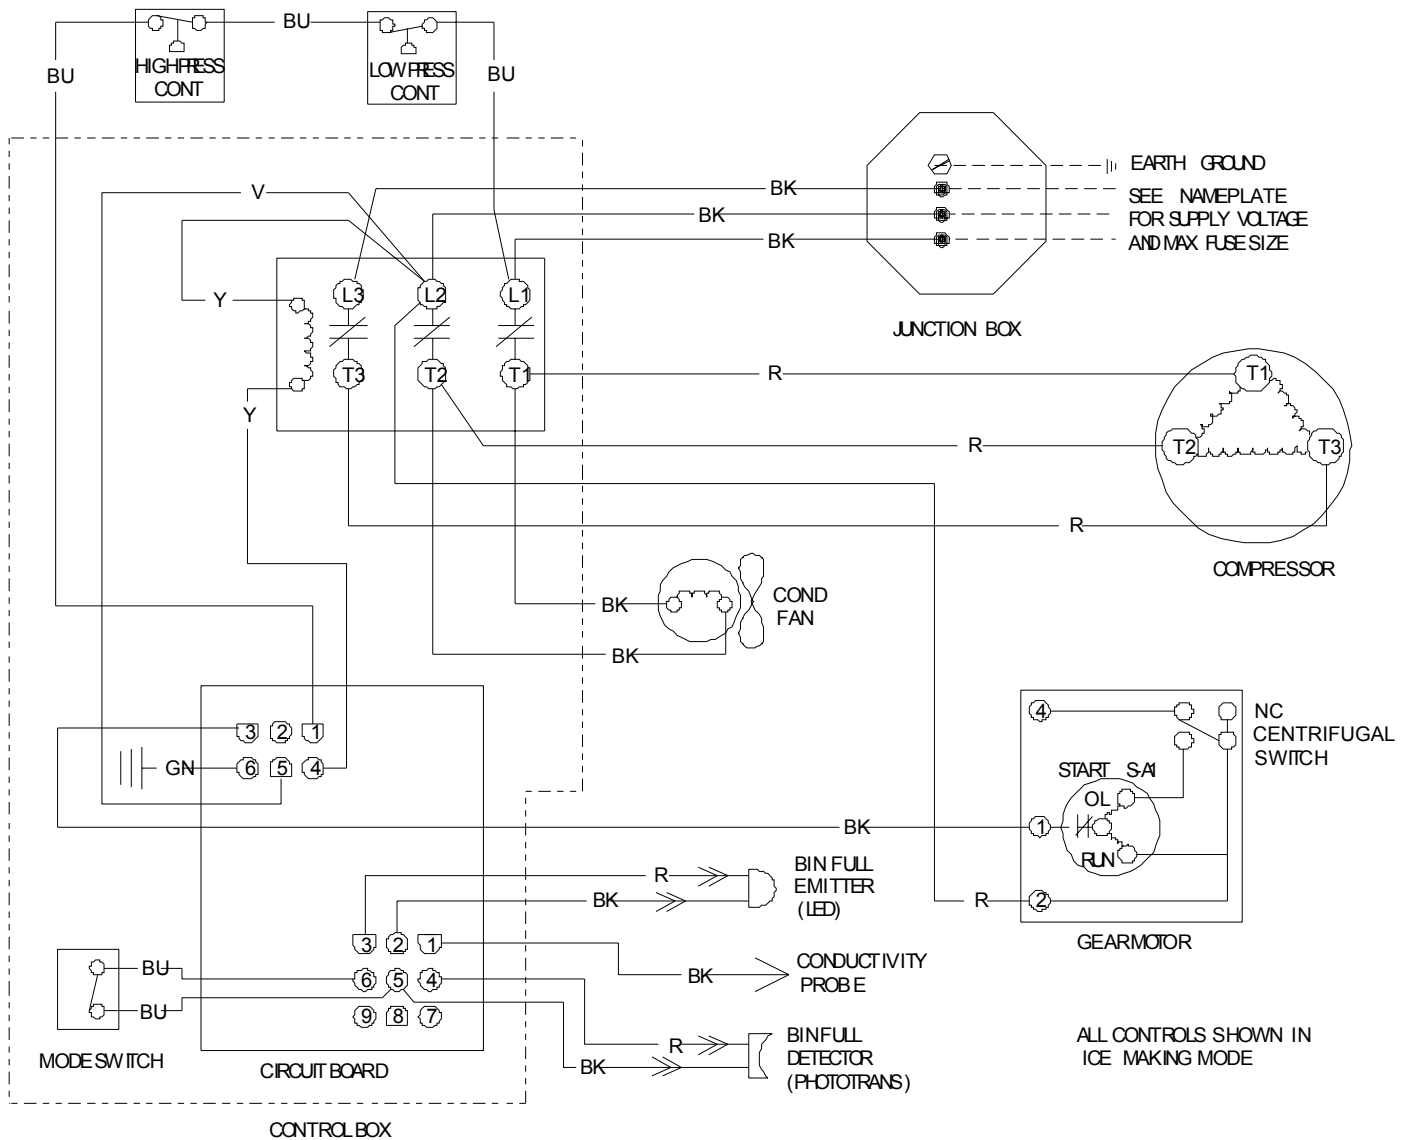 BU
BU
HIGH PRESS
CONT
LOW PRESS
CONT
BU
V
BK
BK
BK
EARTH GROUND
SEE NAMEPLATE
FOR SUPPLY VOLTAGE
AND MAX FUSE SIZE
JUNCTION BOX
Y
L3
L2
L1
T3
T2
T1
Y
R
R
R
T1
T2
T3
COMPRESSOR
BK
BK
COND
FAN
3
2
1
6
5
4
GN
BK
4
NC
CENTRIFUGAL
SWITCH
START S-A1
OL
1
RUN
R
2
GEARMOTOR
R
BK
BIN FULL
EMITTER
(LED)
3
2
1
6
5
4
9
8
7
BK
CONDUCTIVITY
PROBE
BU
BU
MODE SWITCH
R
BK
BIN FULL
DETECTOR
(PHOTOTRANS)
CIRCUIT BOARD
CONTROL BOX
ALL CONTROLS SHOWN IN
ICE MAKING MODE